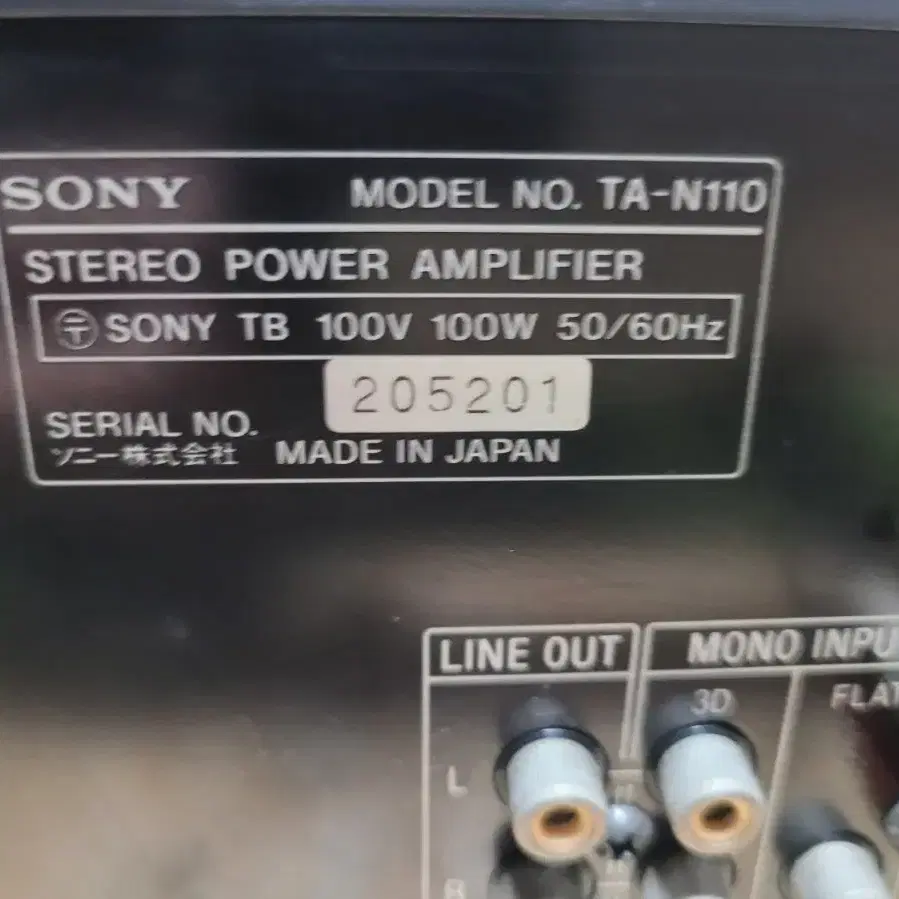 SONY MODEL NO. TA-N110
STEREO POWER AMPLIFIER
〶 SONY TB 100V 100W 50/60Hz
205201
SERIAL NO.
ソニー株式会社 MADE IN JAPAN
LINE OUT MONO INPU
3D FLAT
L
R